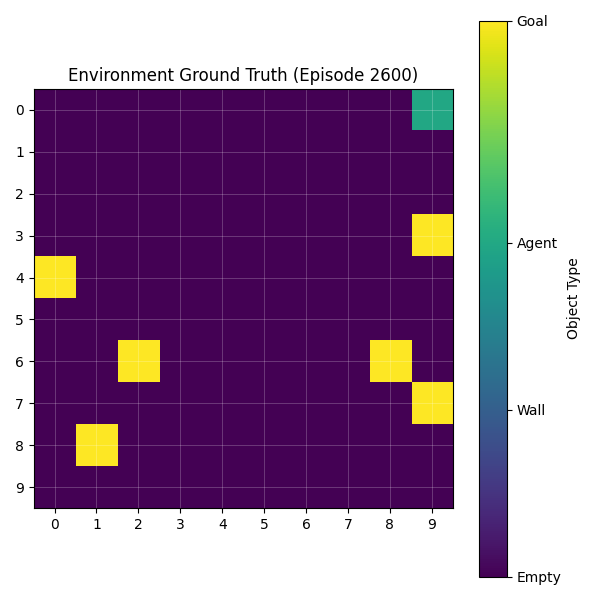 Environment Ground Truth (Episode 2600)
0
1
2
3
4
5
6
7
8
9
0 1 2 3 4 5 6 7 8 9
Goal
Agent
Wall
Empty
Object Type